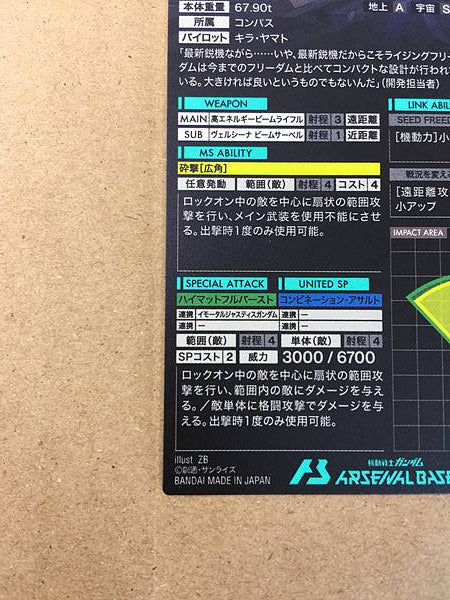 本体重量 67.90t 地上 A 宇宙 S
所属 コンパス
パイロット キラ・ヤマト
「最新鋭機ながら……いや、最新鋭機だからこそライジングフリー
ダムは今までのフリーダムと比べてコンパクトな設計が行われて
いる。大きければ良いというものでもないんだ」(開発担当者)
WEAPON
MAIN 高エネルギービームライフル 射程 3 遠距離
SUB ヴェルシーナ ビームサーベル 射程 1 近距離
MS ABILITY
砕撃[広角]
任意発動 範囲(敵) 射程 4 コスト 4
ロックオン中の敵を中心に扇状の範囲攻
撃を行い、メイン武装を使用不能にさせ
る。出撃時1度のみ使用可能。
LINK ABIL
SEED FREED
[機動力]小
戦況を変え
[遠距離攻
小アップ
IMPACT AREA
SPECIAL ATTACK UNITED SP
ハイマットフルバースト コンビネーション・アサルト
連携 イモータルジャスティスガンダム 連携 ー
連携 ー 連携 ー
範囲(敵) 射程 4 単体(敵) 射程 4
SPコスト 2 威力 3000 / 6700
ロックオン中の敵を中心に扇状の範囲攻
撃を行い、範囲内の敵にダメージを与え
る。／敵単体に格闘攻撃でダメージを与
える。出撃時1度のみ使用可能。
illust. ZB
©創通・サンライズ
BANDAI MADE IN JAPAN
機動戦士ガンダム
ARSENAL BASE